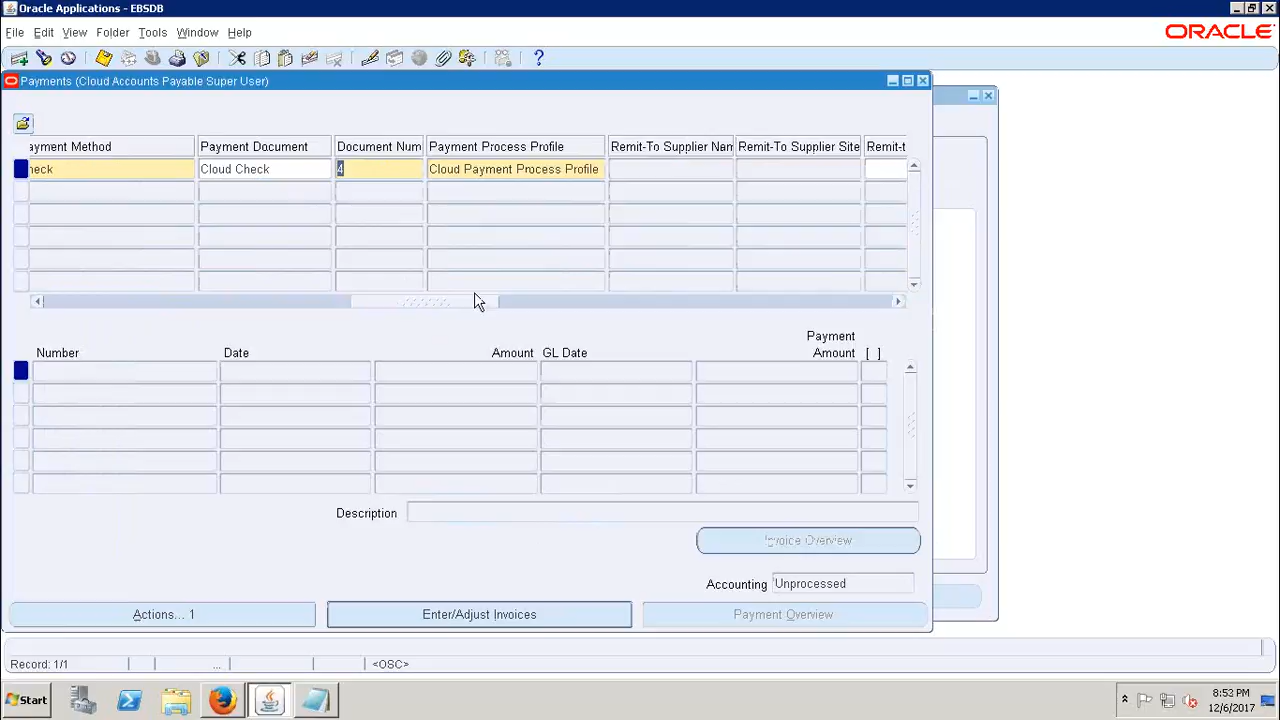 Oracle Applications - EBSDB
File Edit View Folder Tools Window Help
ORACLE
Payments (Cloud Accounts Payable Super User)
ayment Method Payment Document Document Num Payment Process Profile Remit-To Supplier Nan Remit-To Supplier Site Remit-t
heck Cloud Check 4 Cloud Payment Process Profile
Payment
Number Date Amount GL Date Amount [ ]
Description
Invoice Overview
Accounting Unprocessed
Actions... 1 Enter/Adjust Invoices Payment Overview
Record: 1/1 ... <OSC>
Start
8:53 PM
12/6/2017